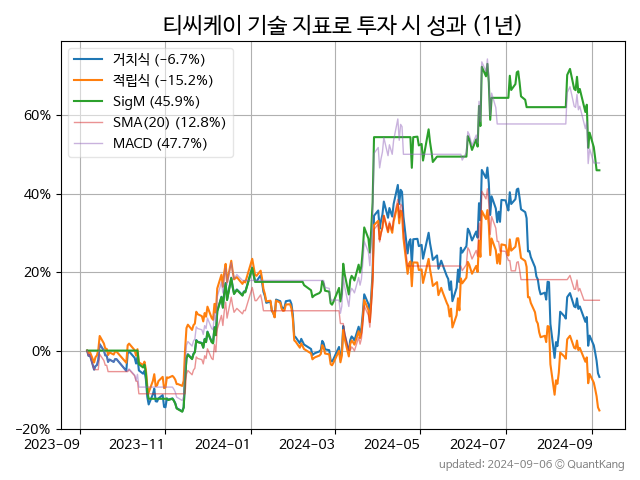 티씨케이 기술 지표로 투자 시 성과 (1년)
거치식 (−6.7%)
적립식 (−15.2%)
SigM (45.9%)
SMA(20) (12.8%)
MACD (47.7%)
60%
40%
20%
0%
−20%
2023-09 2023-11 2024-01 2024-03 2024-05 2024-07 2024-09
updated: 2024-09-06 © QuantKang